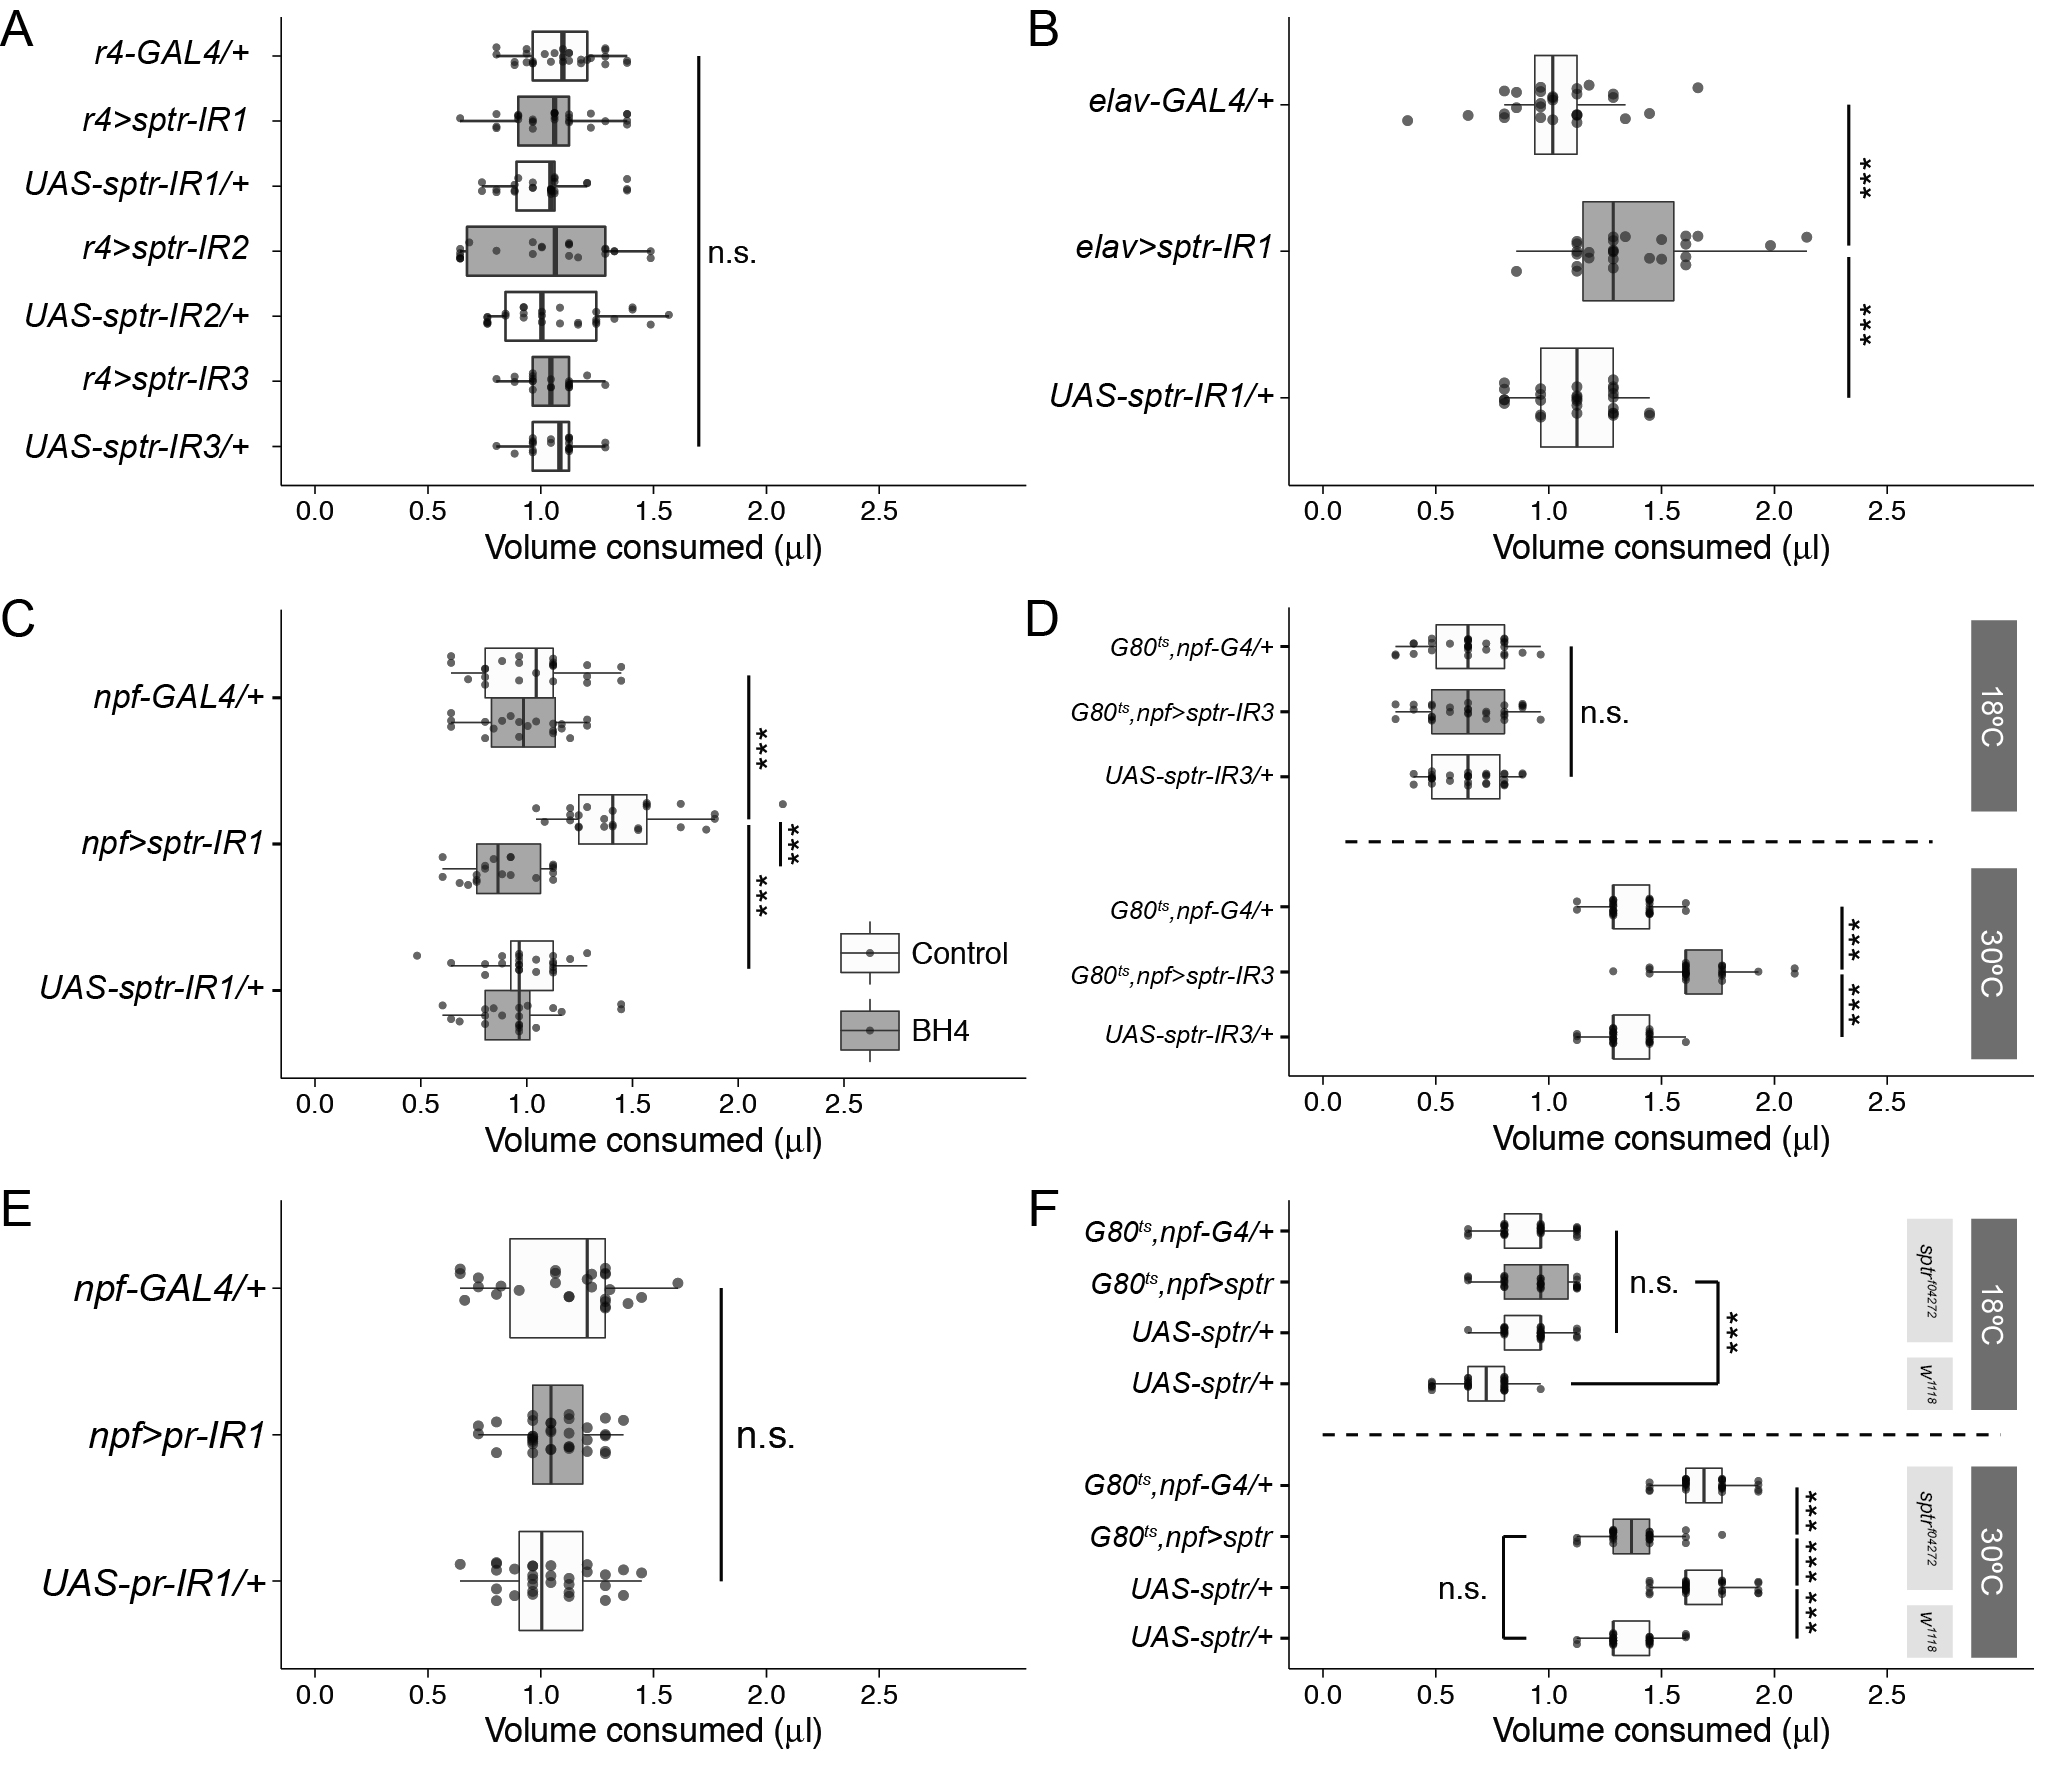 A
r4-GAL4/+
r4>sptr-IR1
UAS-sptr-IR1/+
r4>sptr-IR2
UAS-sptr-IR2/+
r4>sptr-IR3
UAS-sptr-IR3/+
n.s.
0.0 0.5 1.0 1.5 2.0 2.5
Volume consumed (μl)
B
elav-GAL4/+
elav>sptr-IR1
UAS-sptr-IR1/+
***
***
0.0 0.5 1.0 1.5 2.0 2.5
Volume consumed (μl)
C
npf-GAL4/+
npf>sptr-IR1
UAS-sptr-IR1/+
***
***
***
Control
BH4
0.0 0.5 1.0 1.5 2.0 2.5
Volume consumed (μl)
D
G80ts,npf-G4/+
G80ts,npf>sptr-IR3
UAS-sptr-IR3/+
n.s.
18ºC
G80ts,npf-G4/+
G80ts,npf>sptr-IR3
UAS-sptr-IR3/+
***
***
30ºC
0.0 0.5 1.0 1.5 2.0 2.5
Volume consumed (μl)
E
npf-GAL4/+
npf>pr-IR1
UAS-pr-IR1/+
n.s.
0.0 0.5 1.0 1.5 2.0 2.5
Volume consumed (μl)
F
G80ts,npf-G4/+
G80ts,npf>sptr
UAS-sptr/+
UAS-sptr/+
n.s.
***
sptrf04272
w1118
18ºC
G80ts,npf-G4/+
G80ts,npf>sptr
UAS-sptr/+
UAS-sptr/+
n.s.
***
***
***
sptrf04272
w1118
30ºC
0.0 0.5 1.0 1.5 2.0 2.5
Volume consumed (μl)